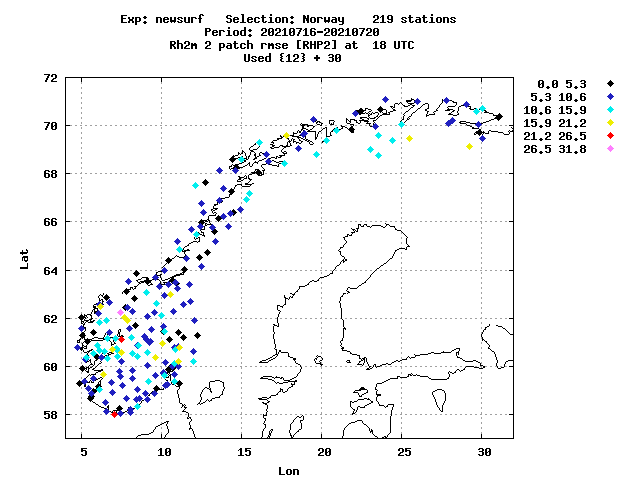 Exp: newsurf Selection: Norway 219 stations
Period: 20210716-20210720
Rh2m 2 patch rmse [RHP2] at 18 UTC
Used {12} + 30
0.0 5.3
5.3 10.6
10.6 15.9
15.9 21.2
21.2 26.5
26.5 31.8
72
70
68
66
64
62
60
58
Lat
5 10 15 20 25 30
Lon